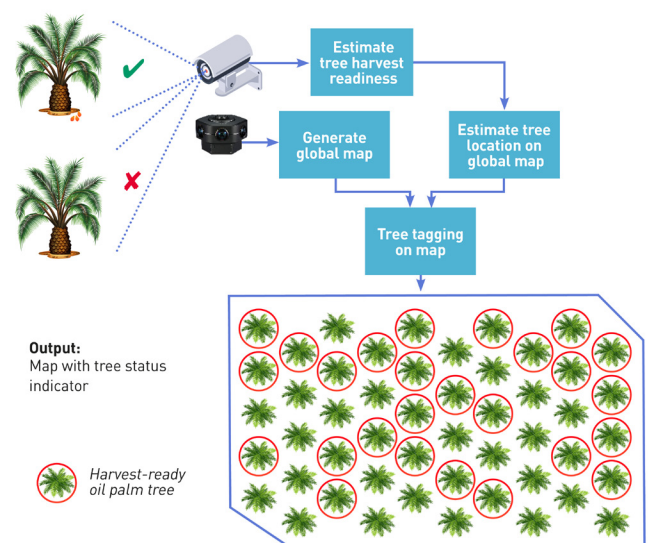 Estimate
tree harvest
readiness
Generate
global map
Estimate tree
location on
global map
Tree tagging
on map
Output:
Map with tree status
indicator
Harvest-ready
oil palm tree